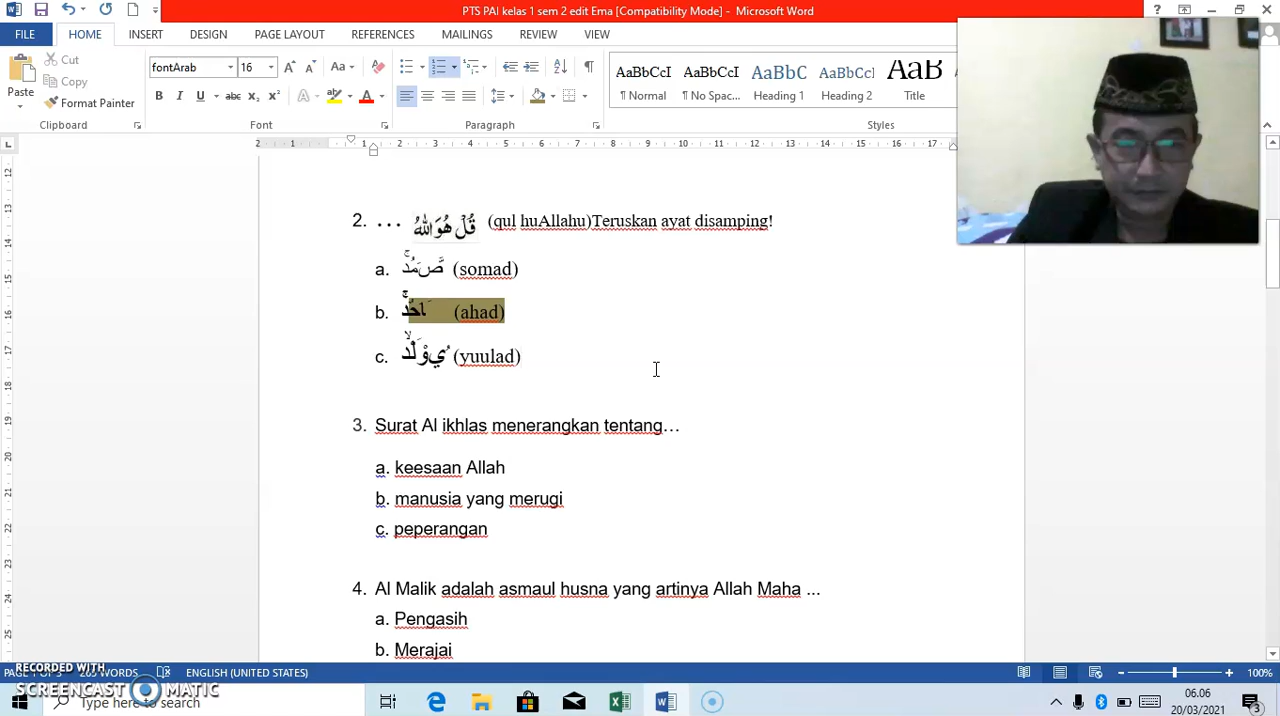 PTS PAI kelas 1 sem 2 edit Ema [Compatibility Mode] - Microsoft Word
FILE HOME INSERT DESIGN PAGE LAYOUT REFERENCES MAILINGS REVIEW VIEW
Cut
Copy
Format Painter
Paste
Clipboard
fontArab 16
Font
Paragraph
AaBbCcI AaBbCcI AaBbC AaBbCcI AaB
¶ Normal ¶ No Spac... Heading 1 Heading 2 Title
Styles
2. ... قُلْ هُوَ اللهُ (qul huAllahu)Teruskan ayat disamping!
a. صَّمَدُ (somad)
b. اَحَدٌ (ahad)
c. يُوْلَدْ (yuulad)
3. Surat Al ikhlas menerangkan tentang…
a. keesaan Allah
b. manusia yang merugi
c. peperangan
4. Al Malik adalah asmaul husna yang artinya Allah Maha ...
a. Pengasih
b. Merajai
ENGLISH (UNITED STATES)
100%
RECORDED WITH
SCREENCAST MATIC
Type here to search
06.06
20/03/2021